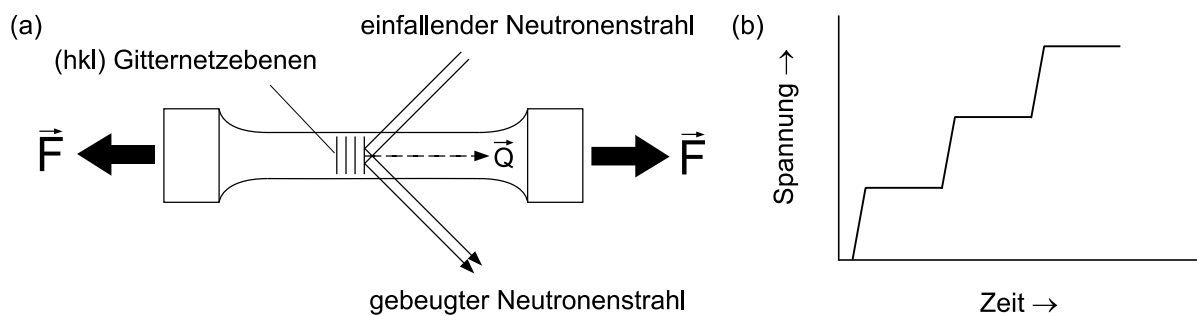 (a)
einfallender Neutronenstrahl
(hkl) Gitternetzebenen
F
Q
F
gebeugter Neutronenstrahl
(b)
Spannung →
Zeit →